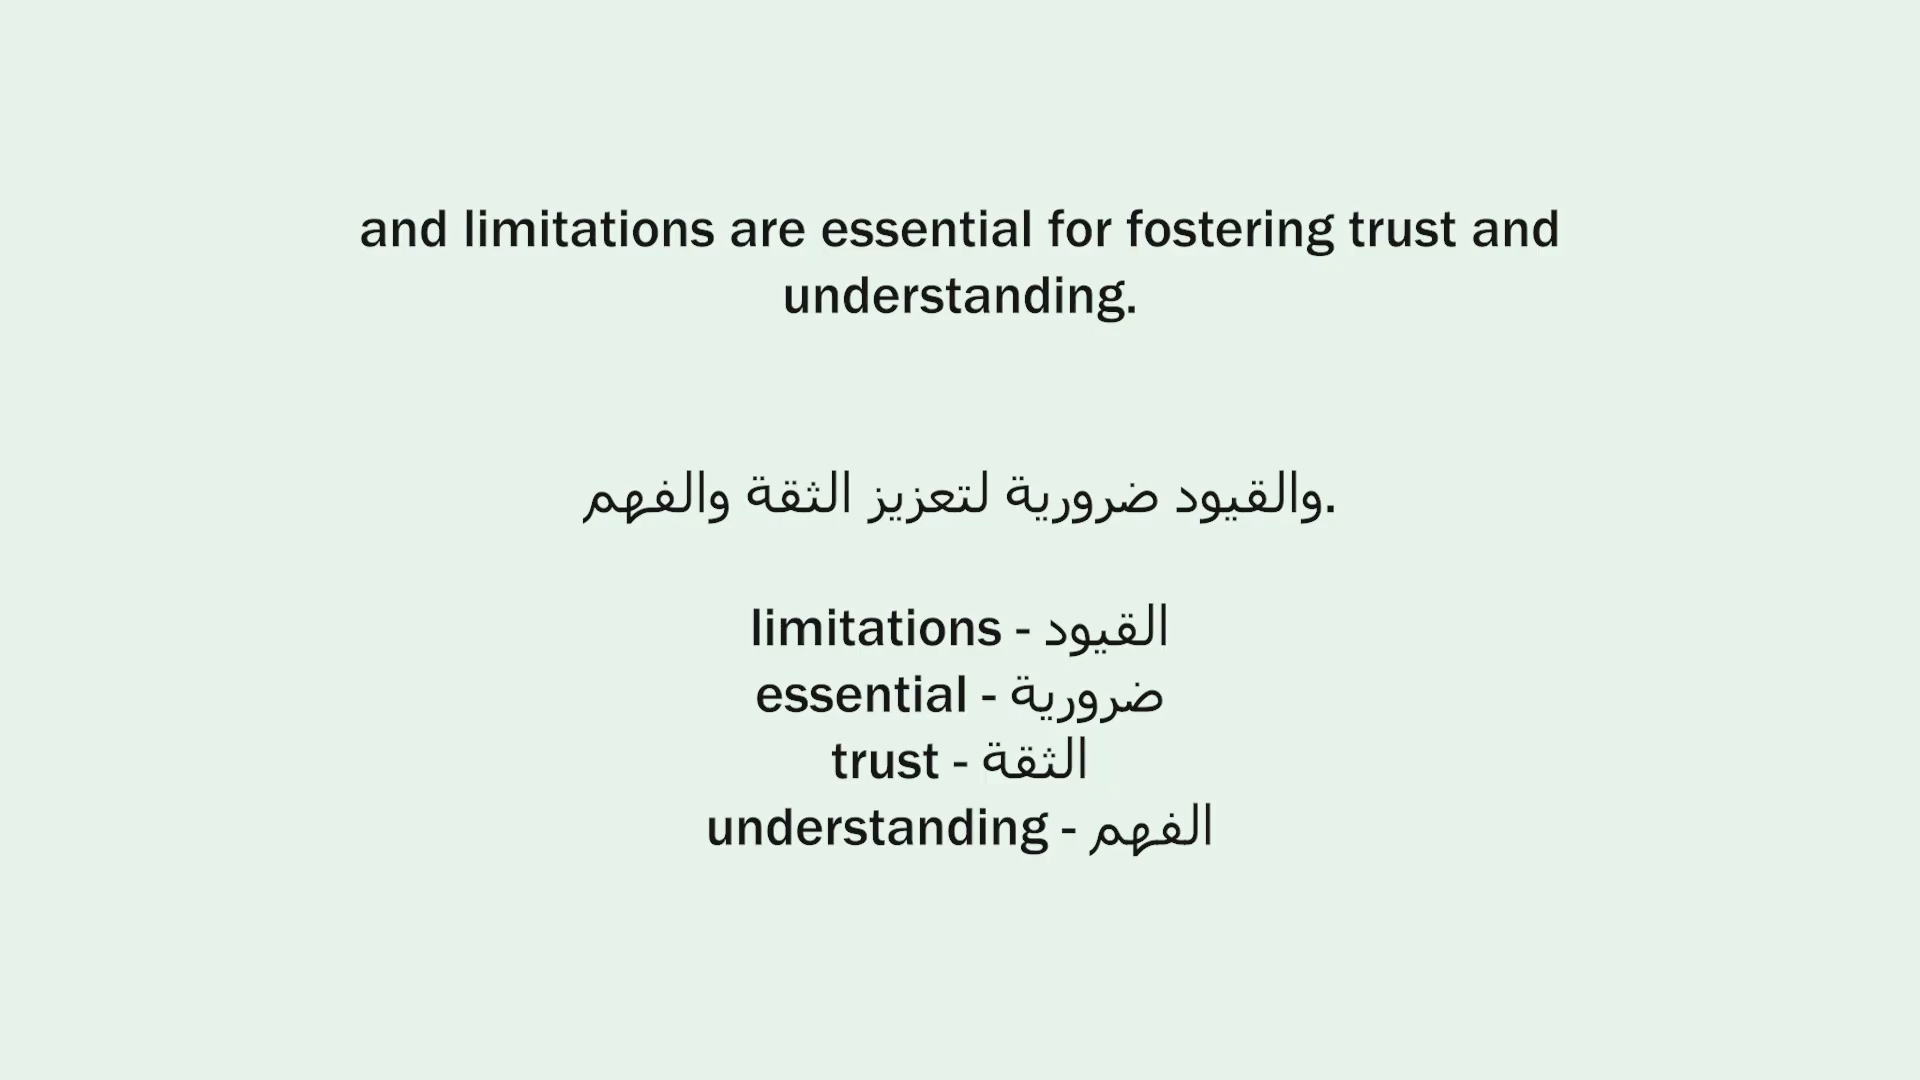 and limitations are essential for fostering trust and
understanding.
والقيود ضرورية لتعزيز الثقة والفهم.
limitations - القيود
essential - ضرورية
trust - الثقة
understanding - الفهم